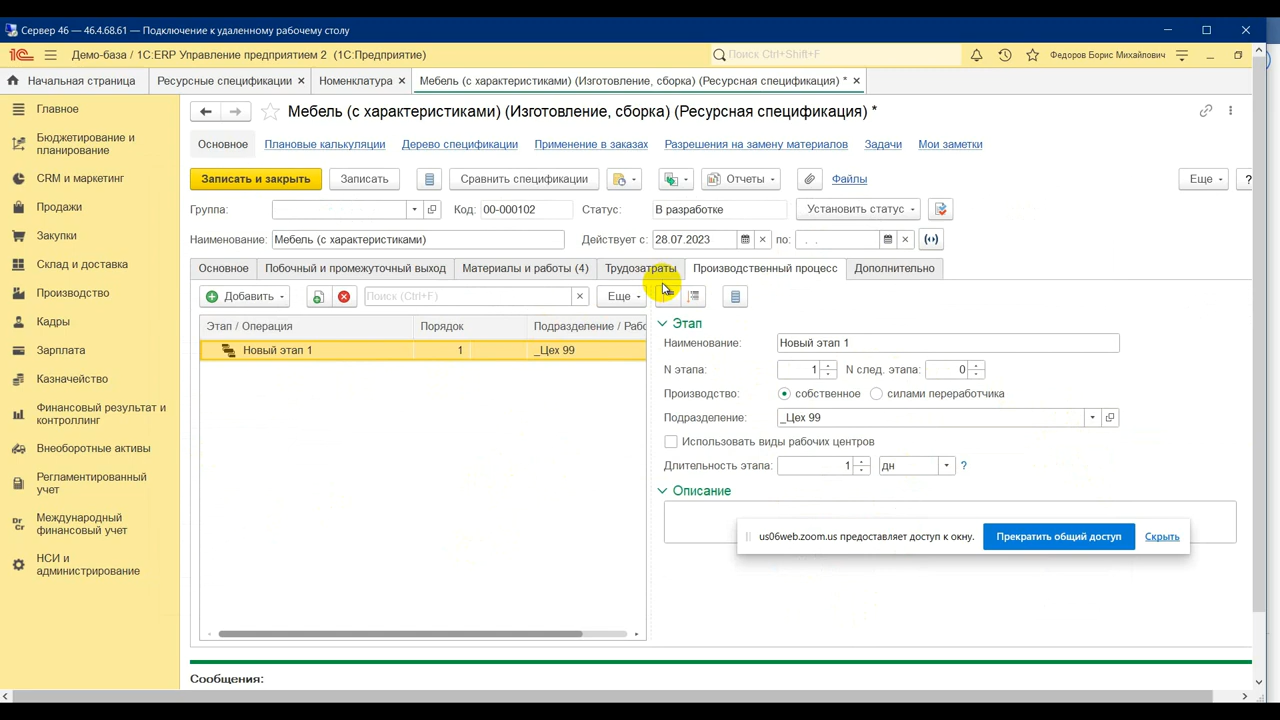 Сервер 46 — 46.4.68.61 — Подключение к удаленному рабочему столу
Демо-база / 1С:ERP Управление предприятием 2 (1С:Предприятие)
Поиск Ctrl+Shift+F
Федоров Борис Михайлович
Начальная страница
Ресурсные спецификации ×
Номенклатура ×
Мебель (с характеристиками) (Изготовление, сборка) (Ресурсная спецификация) * ×
Главное
Бюджетирование и
планирование
CRM и маркетинг
Продажи
Закупки
Склад и доставка
Производство
Кадры
Зарплата
Казначейство
Финансовый результат и
контроллинг
Внеоборотные активы
Регламентированный
учет
Международный
финансовый учет
НСИ и
администрирование
Мебель (с характеристиками) (Изготовление, сборка) (Ресурсная спецификация) *
Основное Плановые калькуляции Дерево спецификации Применение в заказах Разрешения на замену материалов Задачи Мои заметки
Записать и закрыть Записать Сравнить спецификации Отчеты Файлы Еще ?
Группа: Код: 00-000102 Статус: В разработке Установить статус
Наименование: Мебель (с характеристиками) Действует с: 28.07.2023 по: . .
Основное Побочный и промежуточный выход Материалы и работы (4) Трудозатраты Производственный процесс Дополнительно
Добавить Поиск (Ctrl+F) × Еще
Этап / Операция Порядок Подразделение / Рабо
Новый этап 1 1 _Цех 99
Этап
Наименование: Новый этап 1
N этапа: 1 N след. этапа: 0
Производство: собственное силами переработчика
Подразделение: _Цех 99
Использовать виды рабочих центров
Длительность этапа: 1 дн ?
Описание
us06web.zoom.us предоставляет доступ к окну. Прекратить общий доступ Скрыть
Сообщения: